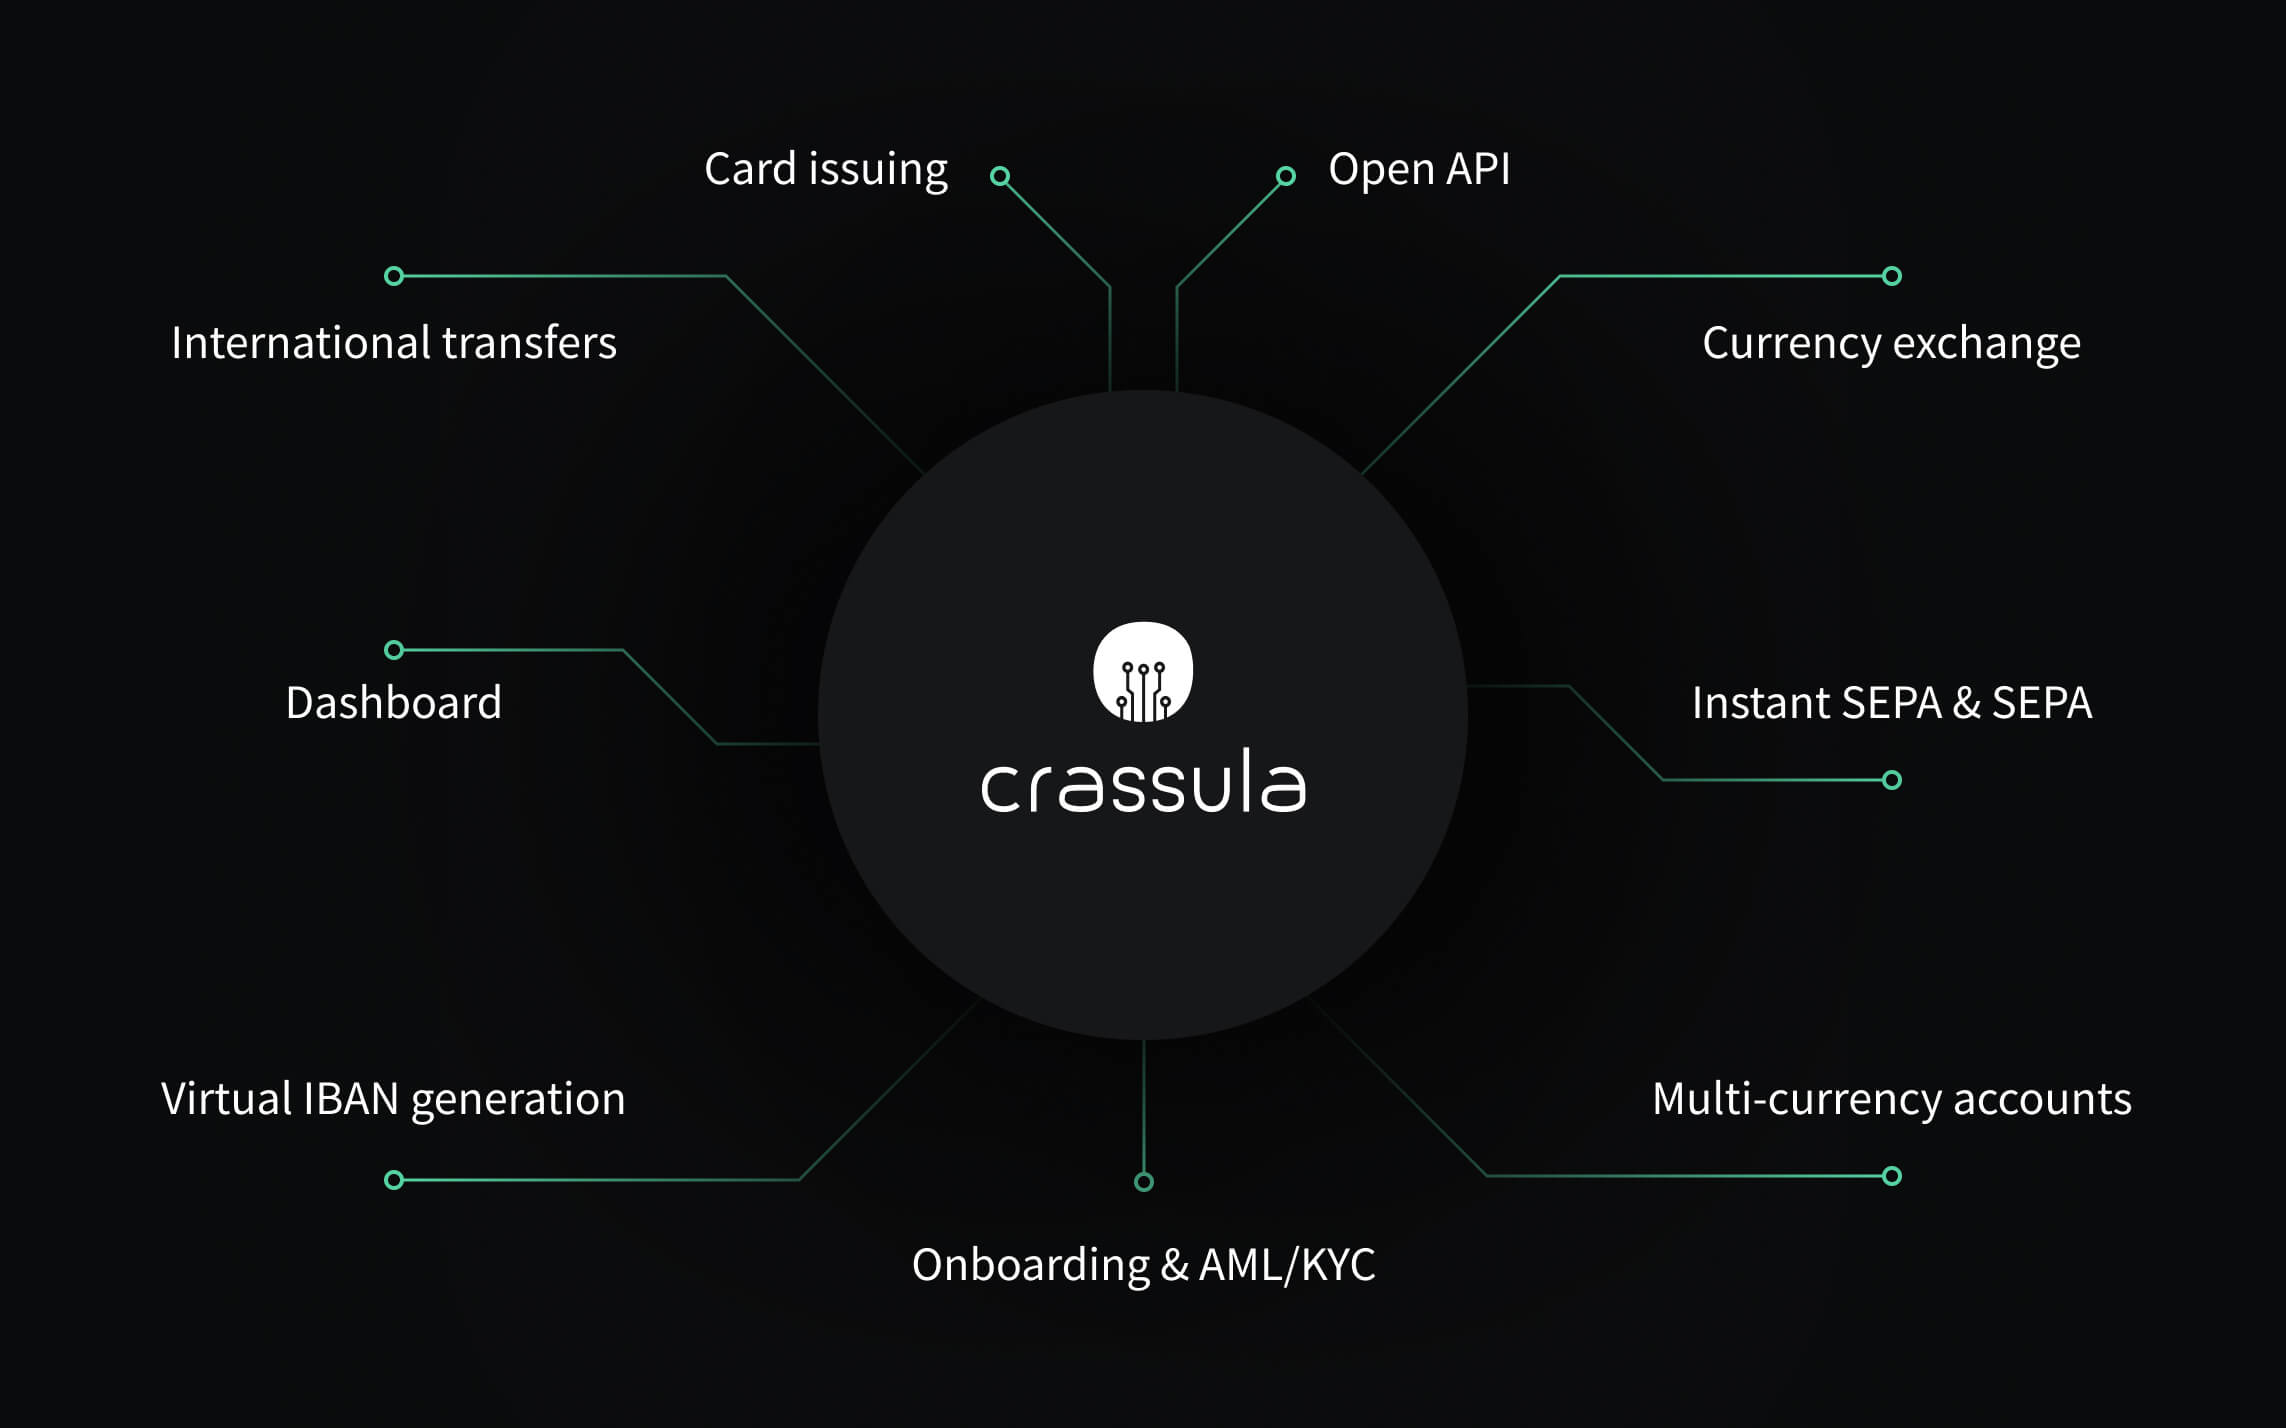 Card issuing
Open API
International transfers
Currency exchange
Dashboard
Instant SEPA & SEPA
crassula
Virtual IBAN generation
Multi-currency accounts
Onboarding & AML/KYC